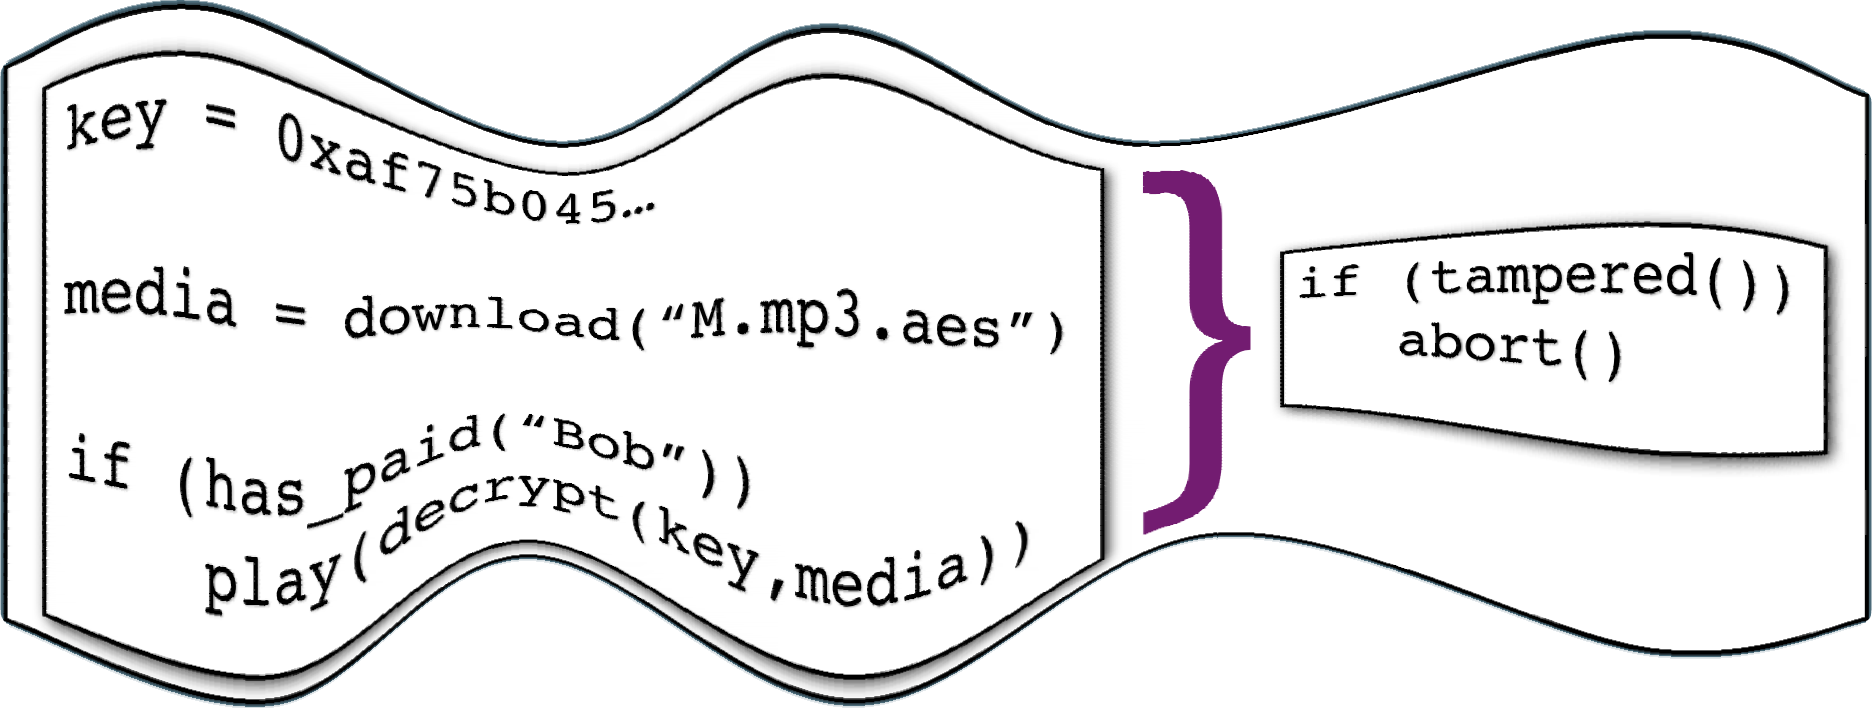 key = 0xaf75b045…
media = download(“M.mp3.aes”)
if (has_paid(“Bob”))
play(decrypt(key,media))
}
if (tampered())
abort()